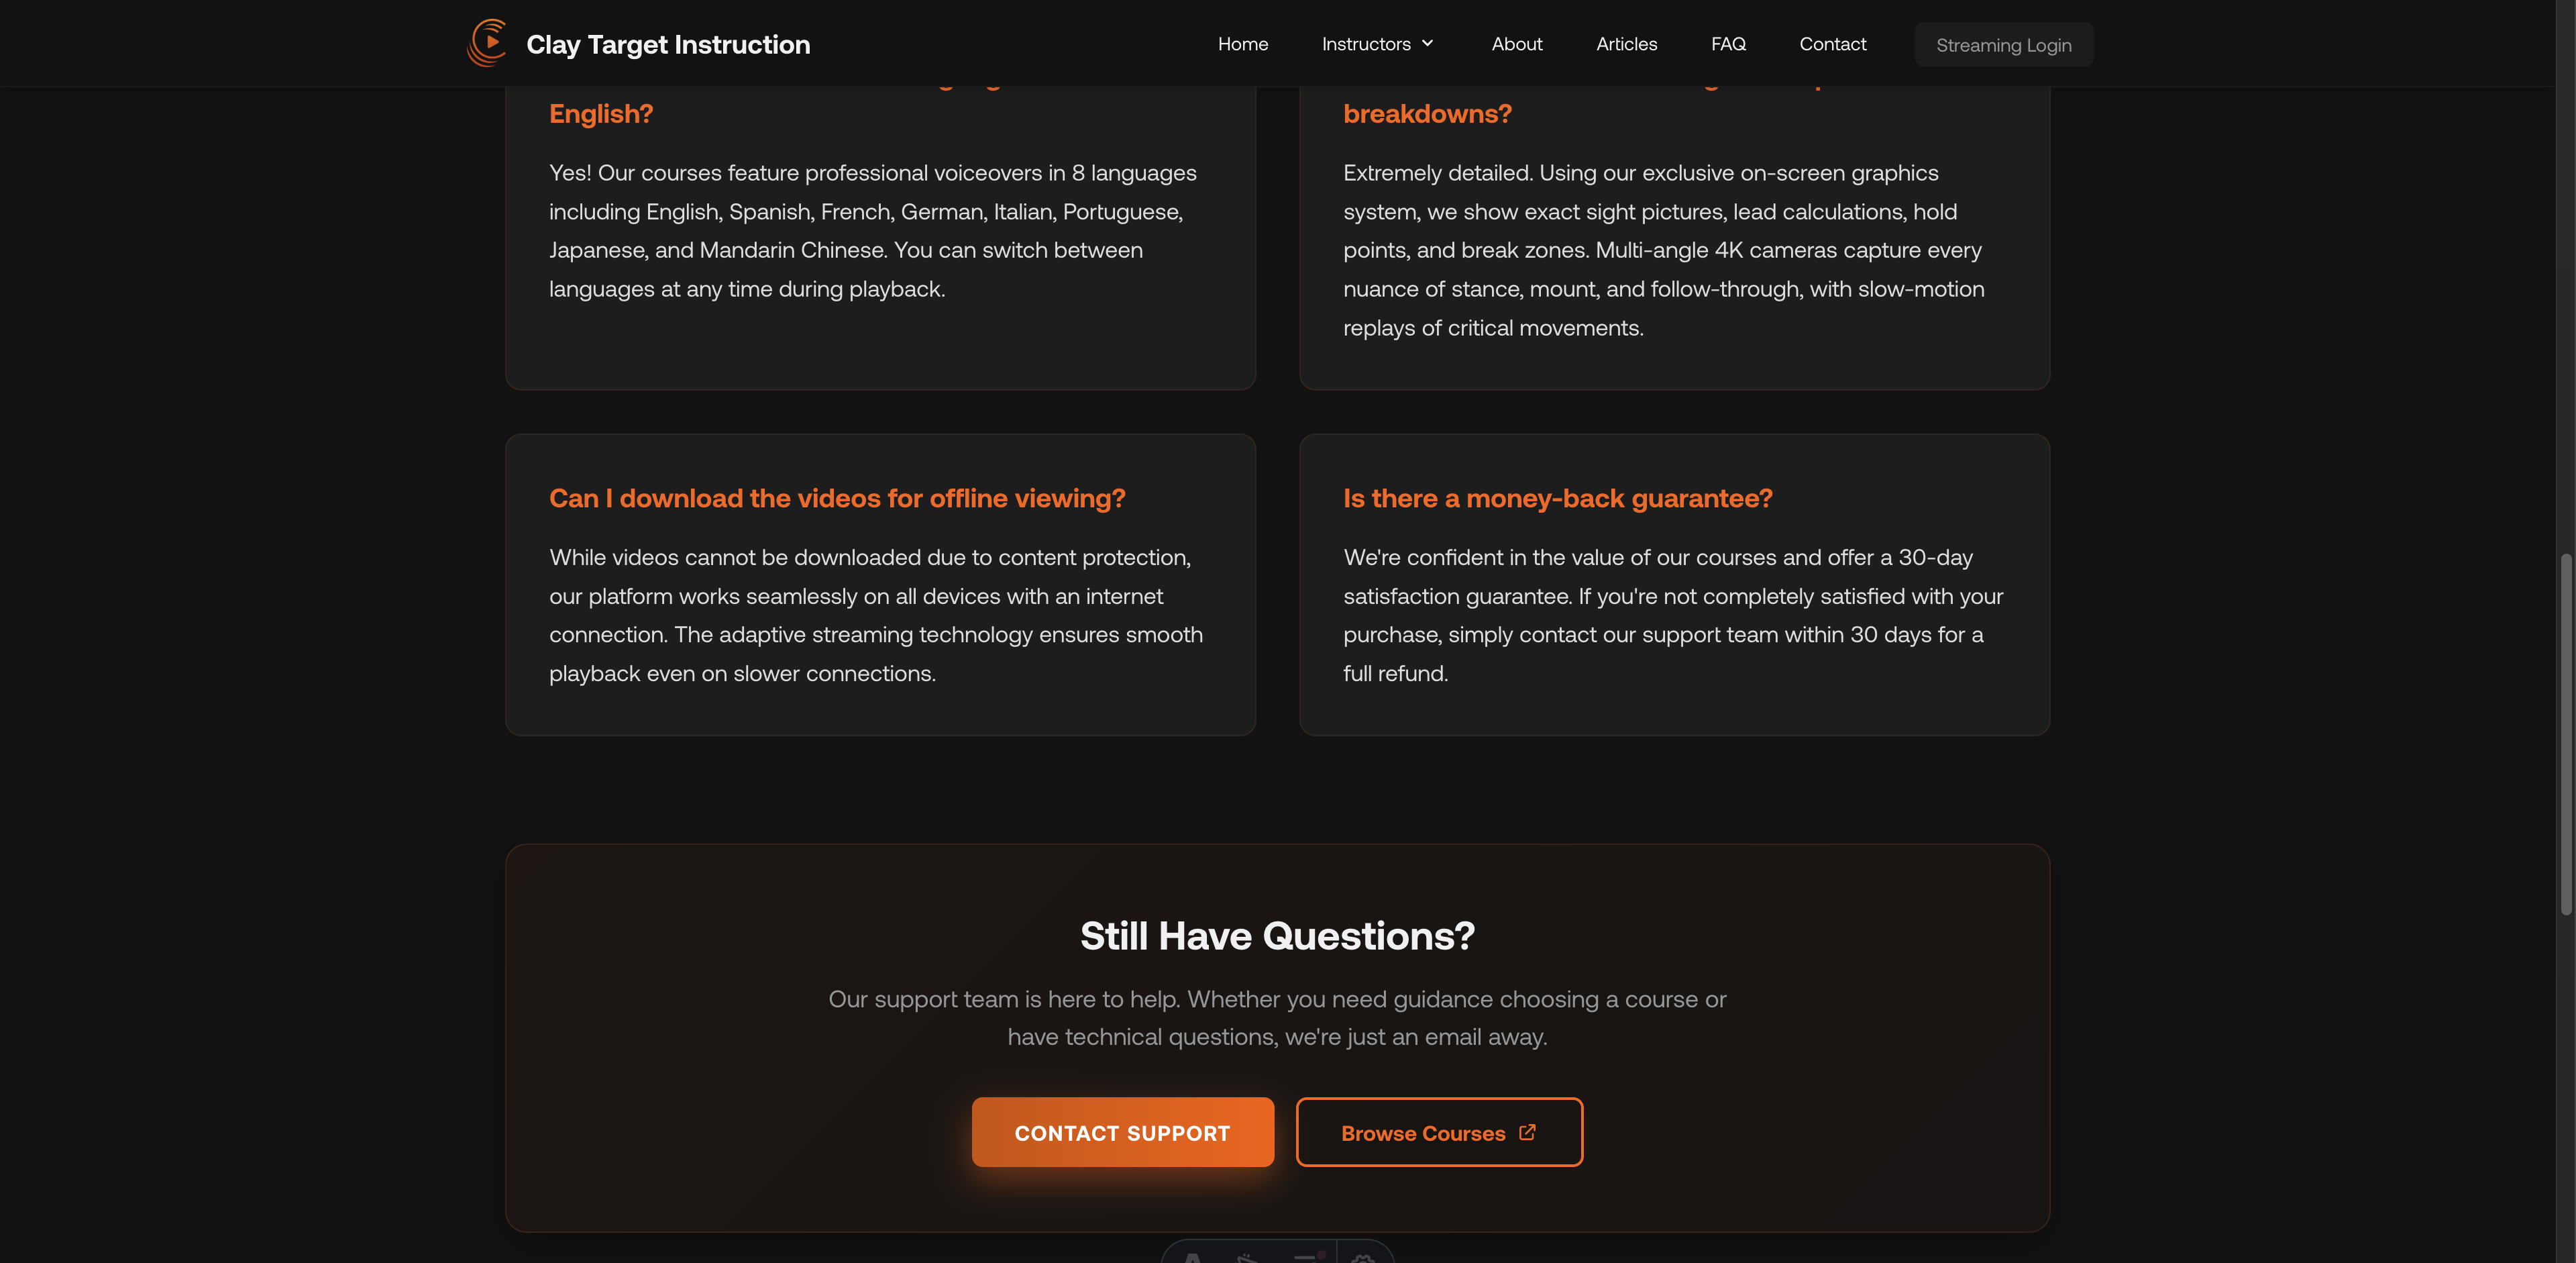 Clay Target Instruction
Home
Instructors
About
Articles
FAQ
Contact
Streaming Login
English?
Yes! Our courses feature professional voiceovers in 8 languages
including English, Spanish, French, German, Italian, Portuguese,
Japanese, and Mandarin Chinese. You can switch between
languages at any time during playback.
breakdowns?
Extremely detailed. Using our exclusive on-screen graphics
system, we show exact sight pictures, lead calculations, hold
points, and break zones. Multi-angle 4K cameras capture every
nuance of stance, mount, and follow-through, with slow-motion
replays of critical movements.
Can I download the videos for offline viewing?
While videos cannot be downloaded due to content protection,
our platform works seamlessly on all devices with an internet
connection. The adaptive streaming technology ensures smooth
playback even on slower connections.
Is there a money-back guarantee?
We're confident in the value of our courses and offer a 30-day
satisfaction guarantee. If you're not completely satisfied with your
purchase, simply contact our support team within 30 days for a
full refund.
Still Have Questions?
Our support team is here to help. Whether you need guidance choosing a course or
have technical questions, we're just an email away.
CONTACT SUPPORT
Browse Courses